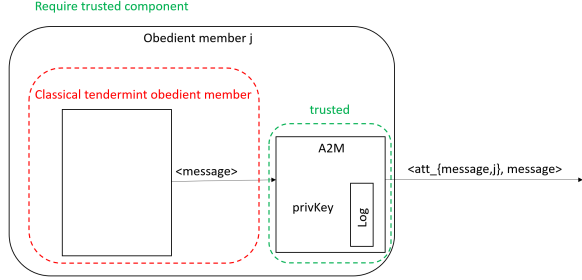 Require trusted component
Obedient member j
Classical tendermint obedient member
trusted
A2M
<message>
<att_{message,j}, message>
privKey
Log